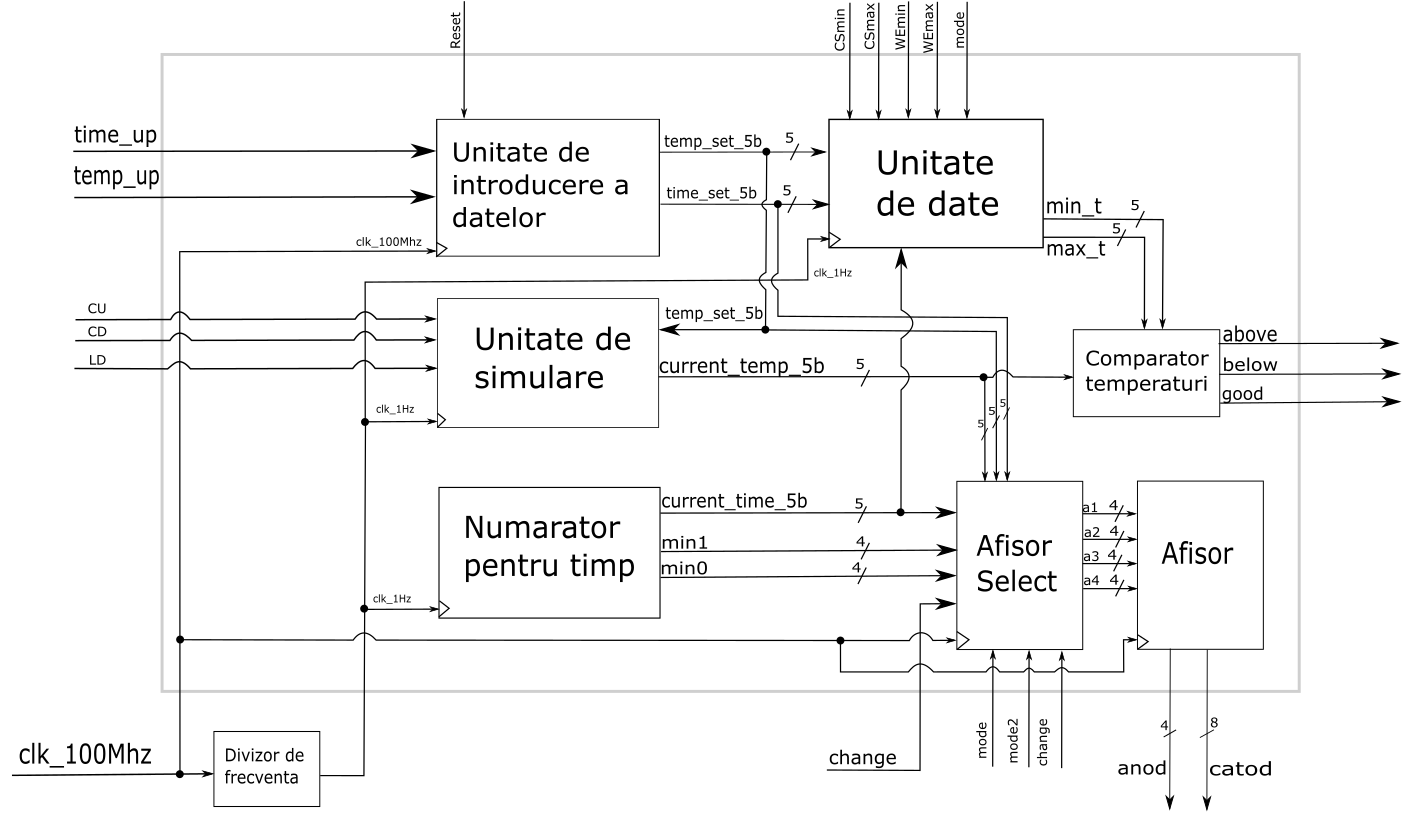 Reset
CSmin
CSmax
WEmin
WEmax
mode
time_up
temp_up
Unitate de
introducere a
datelor
clk_100Mhz
temp_set_5b
5
time_set_5b
5
Unitate
de date
clk_1Hz
min_t
5
max_t
5
CU
CD
LD
Unitate de
simulare
clk_1Hz
temp_set_5b
current_temp_5b
5
5
5
5
Comparator
temperaturi
above
below
good
Numarator
pentru timp
clk_1Hz
current_time_5b
5
min1
4
min0
4
Afisor
Select
a1 4
a2 4
a3 4
a4 4
Afisor
clk_100Mhz
Divizor de
frecventa
change
mode
mode2
change
4
8
anod
catod